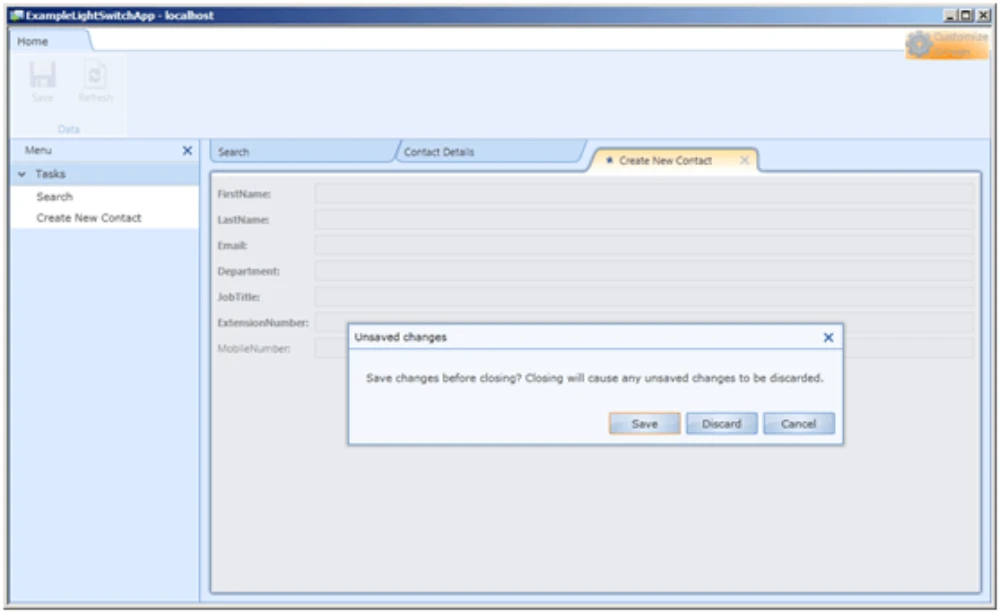 ExampleLightSwitchApp - localhost
Home
Customize
Save
Refresh
Data
Menu
Tasks
Search
Create New Contact
Search
Contact Details
Create New Contact
FirstName:
LastName:
Email:
Department:
JobTitle:
ExtensionNumber:
MobileNumber:
Unsaved changes
Save changes before closing? Closing will cause any unsaved changes to be discarded.
Save
Discard
Cancel